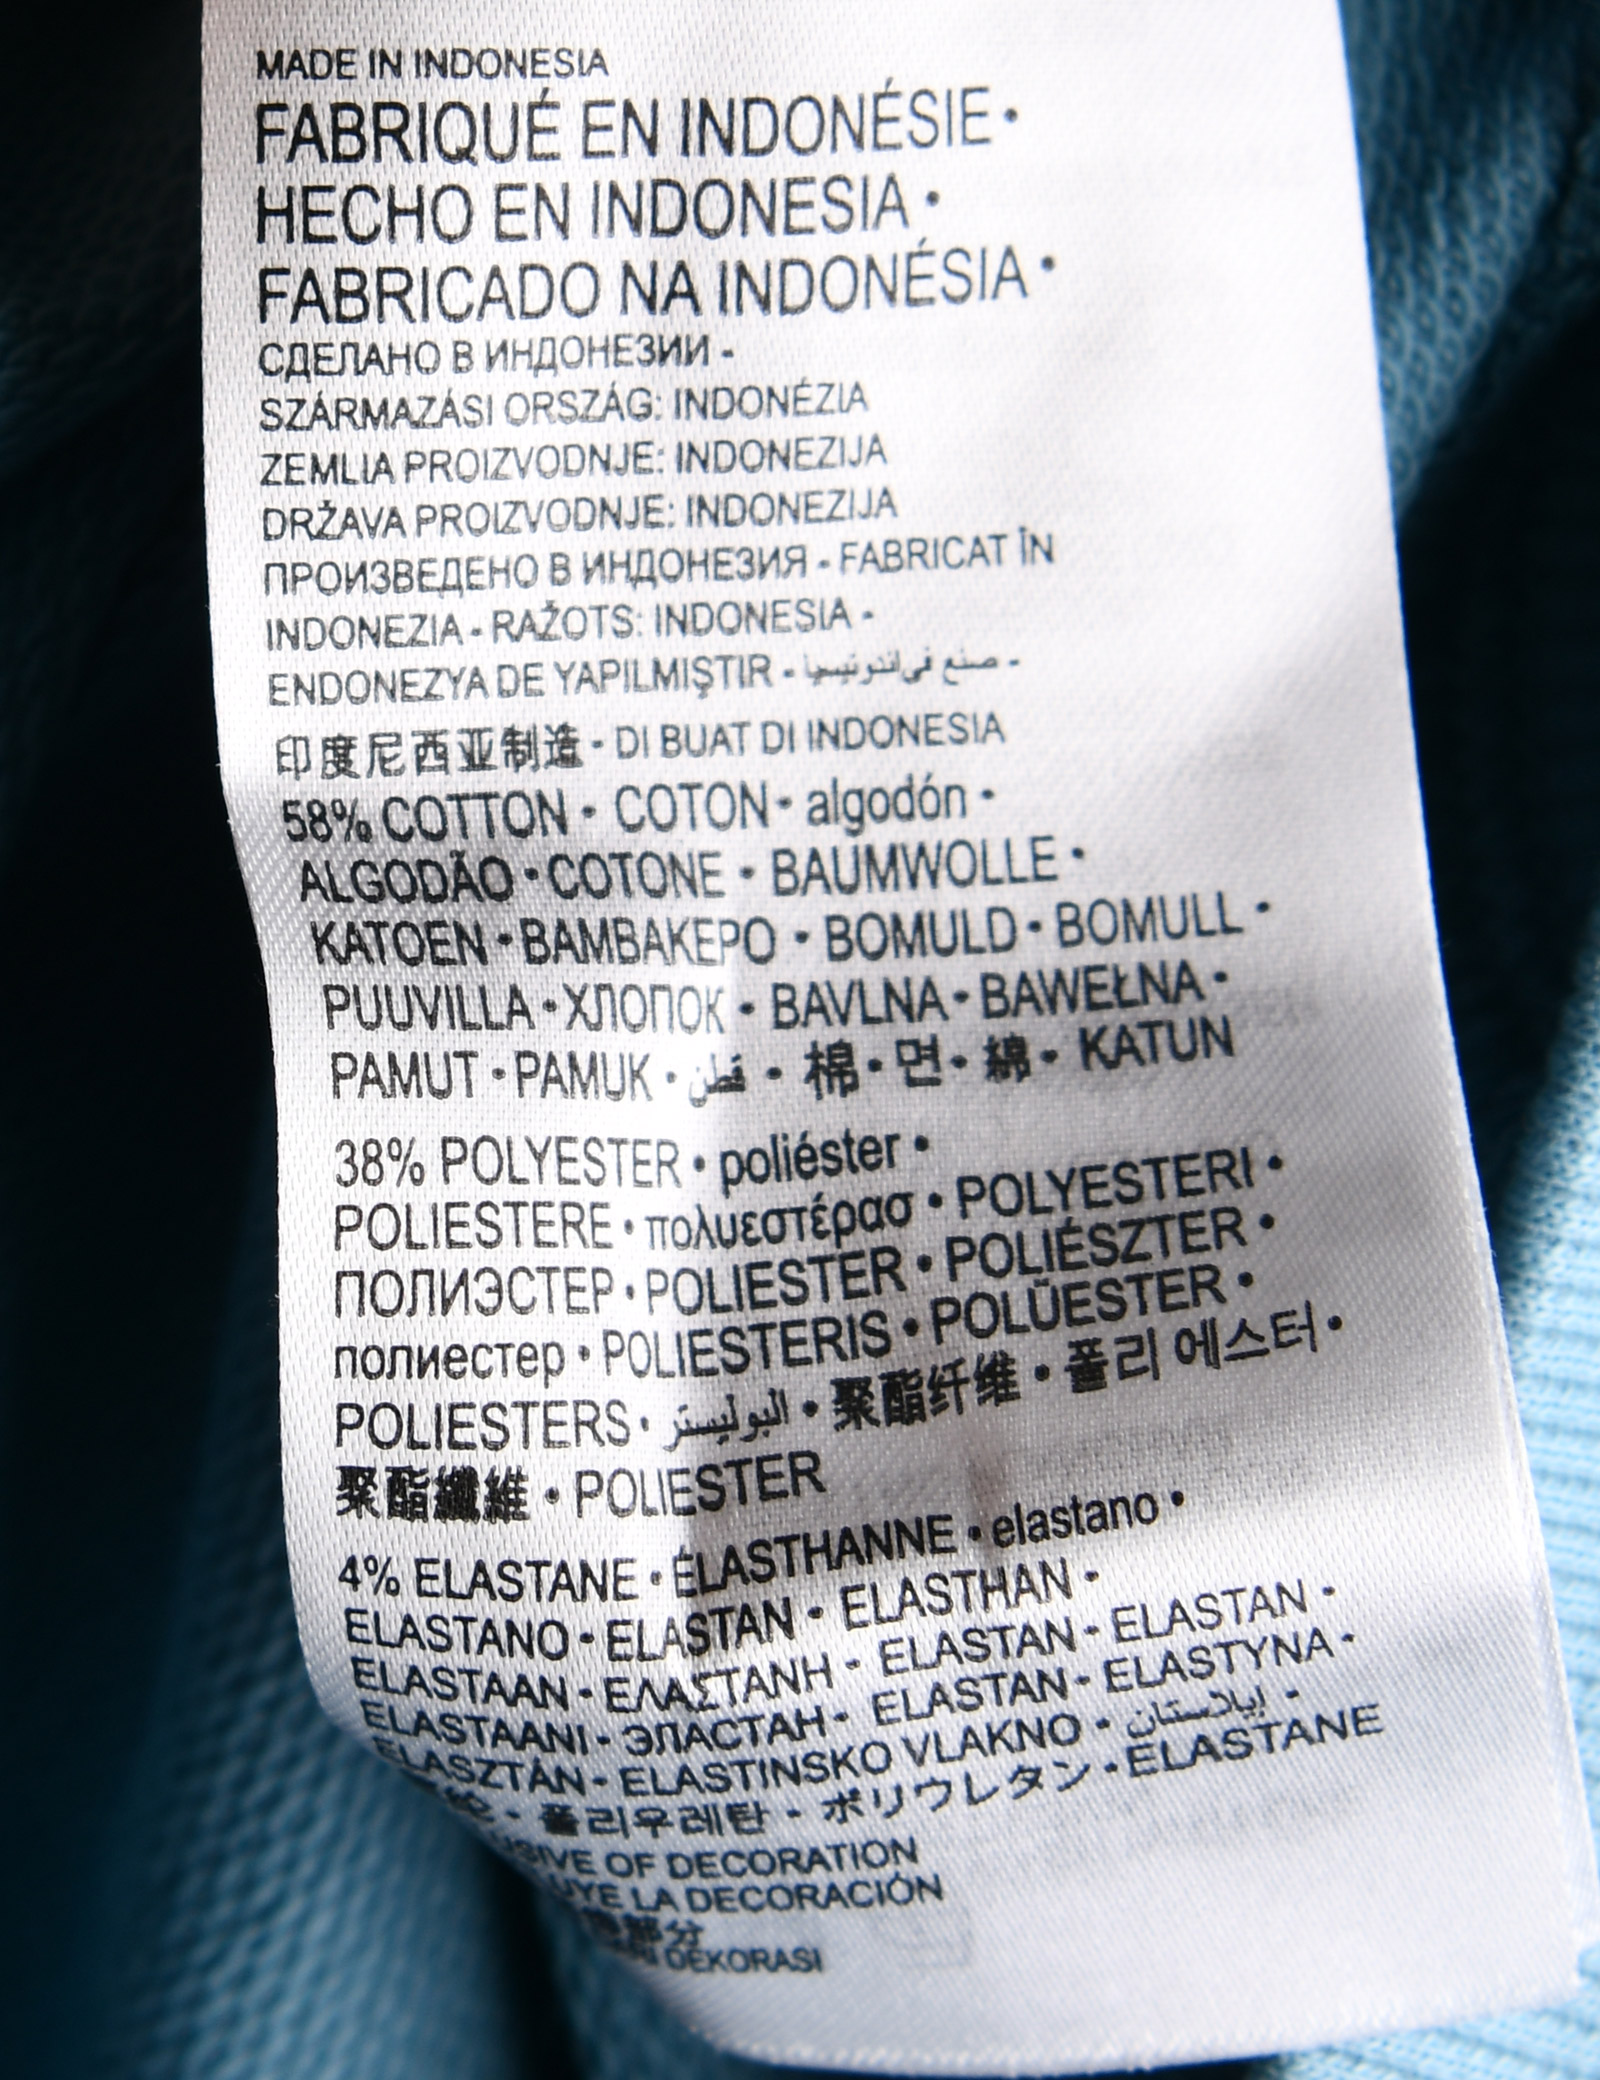 MADE IN INDONESIA
FABRIQUÉ EN INDONÉSIE •
HECHO EN INDONESIA •
FABRICADO NA INDONÉSIA •
СДЕЛАНО В ИНДОНЕЗИИ -
SZÁRMAZÁSI ORSZÁG: INDONÉZIA
ZEMLJA PROIZVODNJE: INDONEZIJA
DRŽAVA PROIZVODNJE: INDONEZIJA
ПРОИЗВЕДЕНО В ИНДОНЕЗИЯ - FABRICAT ÎN
INDONEZIA - RAŽOTS: INDONESIA -
ENDONEZYA DE YAPILMIŞTIR - صنع في اندونيسيا -
印度尼西亚制造 - DI BUAT DI INDONESIA
58% COTTON • COTON • algodón •
ALGODÃO • COTONE • BAUMWOLLE •
KATOEN • BAMBAKEPO • BOMULD • BOMULL •
PUUVILLA • ХЛОПОК • BAVLNA • BAWEŁNA •
PAMUT • PAMUK • قطن • 棉 • 면 • 綿 • KATUN
38% POLYESTER • poliéster •
POLIESTERE • πολυεστέρασ • POLYESTERI •
ПОЛИЭСТЕР • POLIESTER • POLIÉSZTER •
полиестер • POLIESTERIS • POLÜESTER •
POLIESTERS • البوليستر • 聚酯纤维 • 폴리 에스터 •
聚酯纖維 • POLIESTER
4% ELASTANE • ÉLASTHANNE • elastano •
ELASTANO • ELASTAN • ELASTHAN •
ELASTAAN • ΕΛΑΣΤΑΝΗ • ELASTAN • ELASTAN •
ELASTAANI • ЭЛАСТАН • ELASTAN • ELASTYNA •
ELASZTÁN • ELASTINSKO VLAKNO • إيلاستان •
纶 • 폴리우레탄 • ポリウレタン • ELASTANE
SIVE OF DECORATION
UYE LA DECORACIÓN
部分
DEKORASI